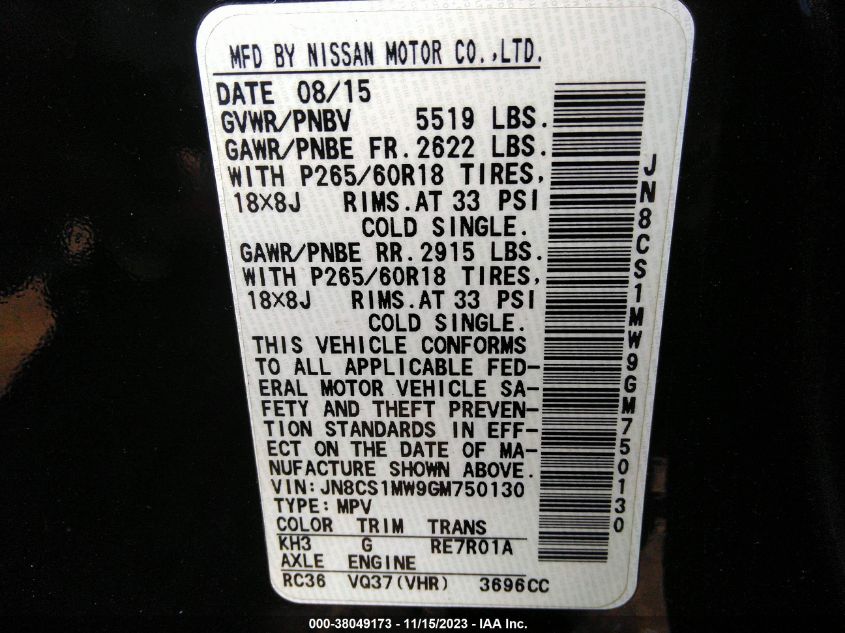 MFD BY NISSAN MOTOR CO.,LTD.
DATE 08/15
GVWR/PNBV 5519 LBS.
GAWR/PNBE FR.2622 LBS.
WITH P265/60R18 TIRES,
18X8J RIMS.AT 33 PSI
COLD SINGLE.
GAWR/PNBE RR.2915 LBS.
WITH P265/60R18 TIRES,
18X8J RIMS.AT 33 PSI
COLD SINGLE.
THIS VEHICLE CONFORMS
TO ALL APPLICABLE FED-
ERAL MOTOR VEHICLE SA-
FETY AND THEFT PREVEN-
TION STANDARDS IN EFF-
ECT ON THE DATE OF MA-
NUFACTURE SHOWN ABOVE.
VIN:JN8CS1MW9GM750130
TYPE:MPV
COLOR TRIM TRANS
KH3 G RE7R01A
AXLE ENGINE
RC36 VQ37(VHR) 3696CC
JN8CS1MW9GM750130
000-38049173 - 11/15/2023 - IAA Inc.